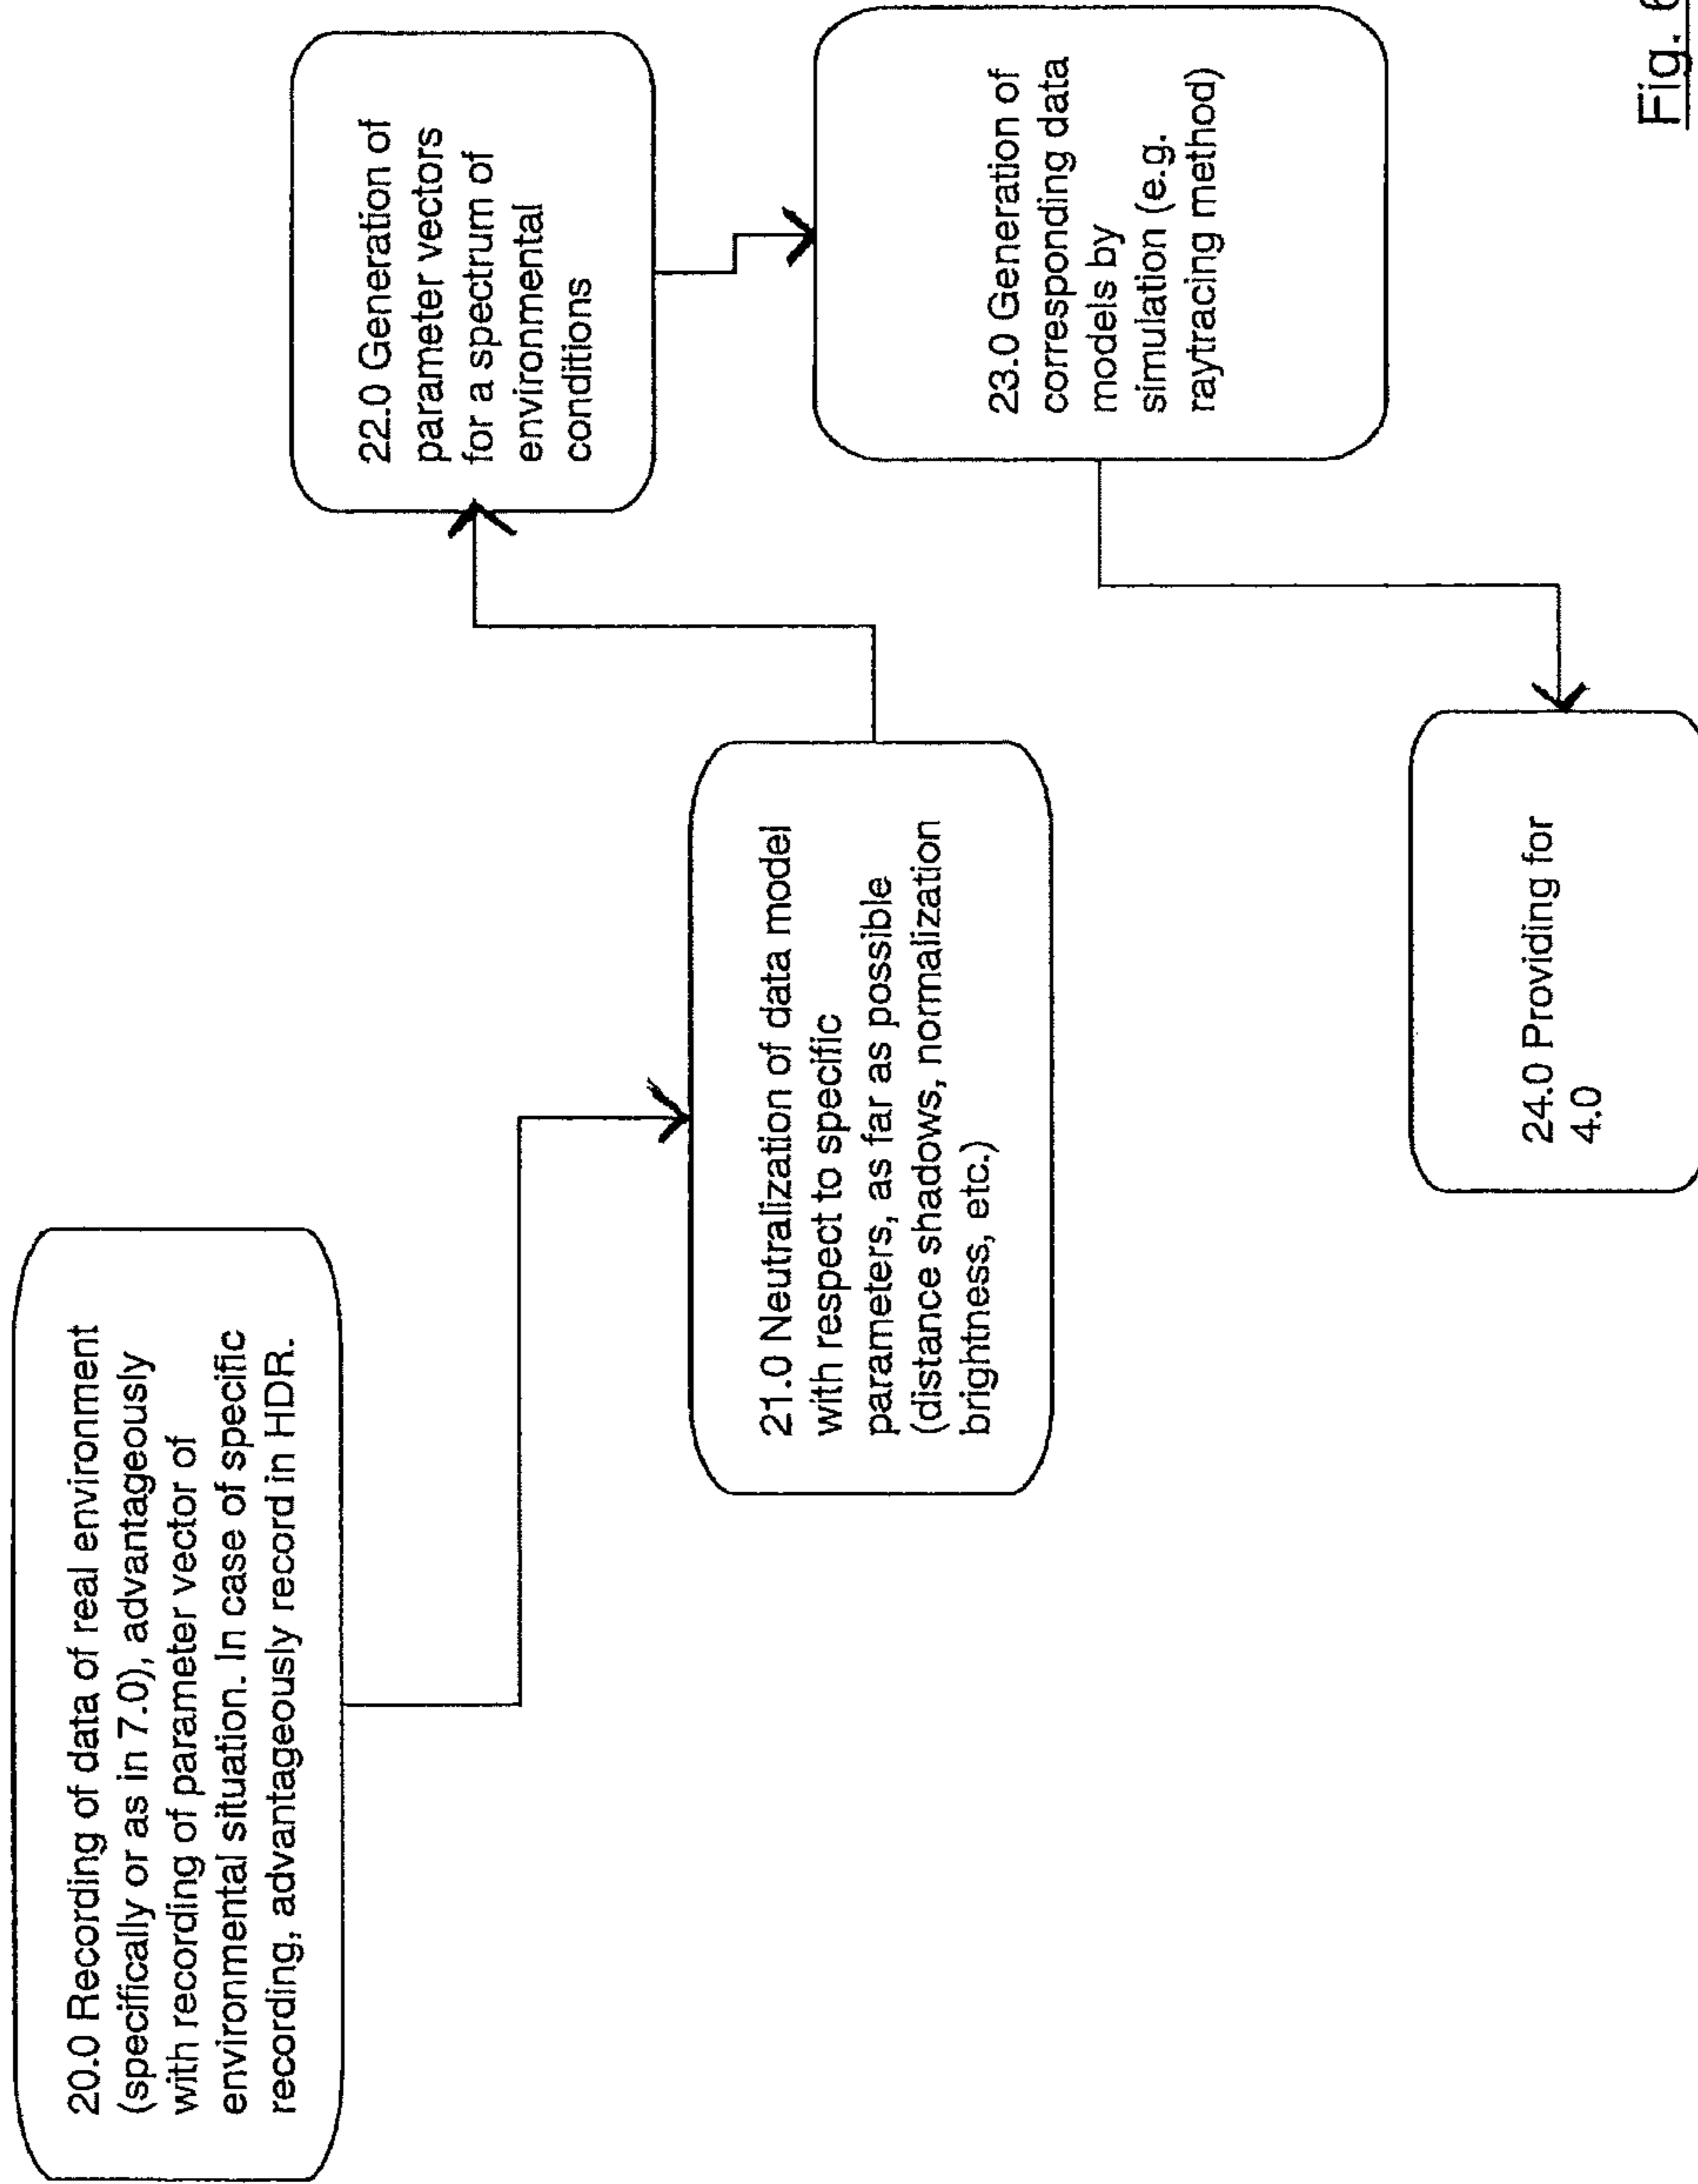 20.0 Recording of data of real environment
(specifically or as in 7.0), advantageously
with recording of parameter vector of
environmental situation. In case of specific
recording, advantageously record in HDR.
21.0 Neutralization of data model
with respect to specific
parameters, as far as possible
(distance shadows, normalization
brightness, etc.)
22.0 Generation of
parameter vectors
for a spectrum of
environmental
conditions
23.0 Generation of
corresponding data
models by
simulation (e.g.
raytracing method)
24.0 Providing for
4.0
Fig. 6